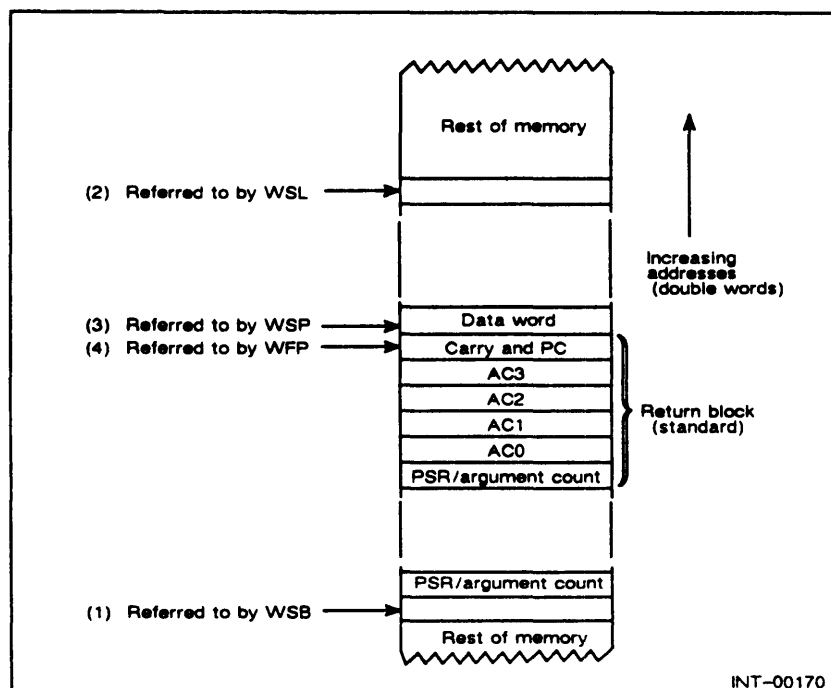 Rest of memory
(2) Referred to by WSL
Increasing
addresses
(double words)
(3) Referred to by WSP
Data word
(4) Referred to by WFP
Carry and PC
AC3
AC2
AC1
AC0
PSR/argument count
Return block
(standard)
PSR/argument count
(1) Referred to by WSB
Rest of memory
INT-00170